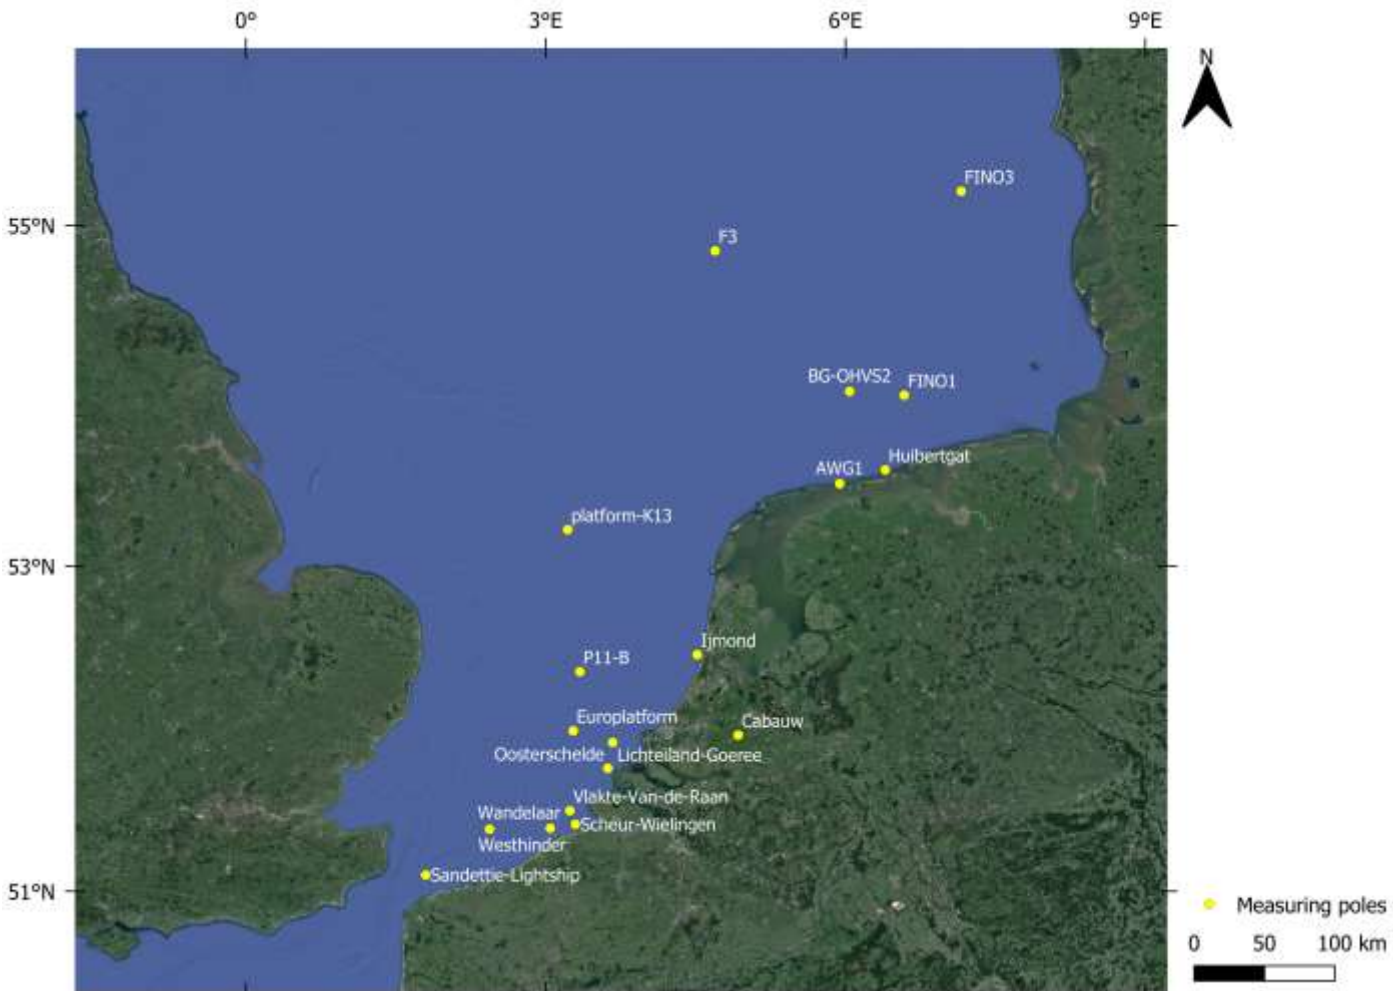 0° 3°E 6°E 9°E
N
FINO3
55°N
F3
BG-OHVS2
FINO1
Huibertgat
AWG1
platform-K13
53°N
Ijmond
P11-B
Europlatform
Cabauw
Oosterschelde
Lichteiland-Goeree
Vlakte-Van-de-Raan
Wandelaar
Scheur-Wielingen
Westhinder
Sandettie-Lightship
51°N
Measuring poles
0 50 100 km